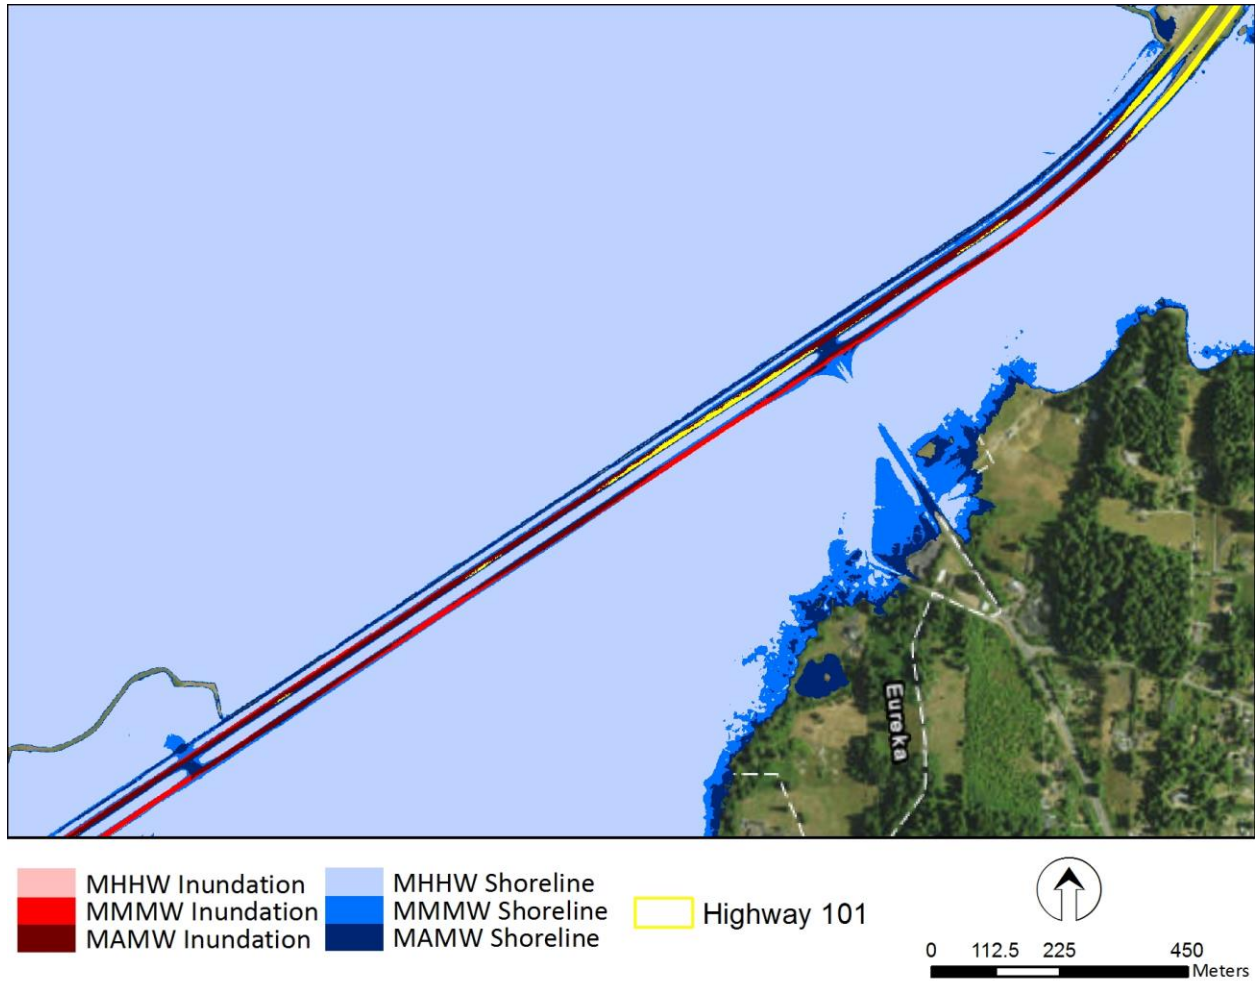 Eureka
MHHW Inundation
MMMW Inundation
MAMW Inundation
MHHW Shoreline
MMMW Shoreline
MAMW Shoreline
Highway 101
0 112.5 225 450
Meters